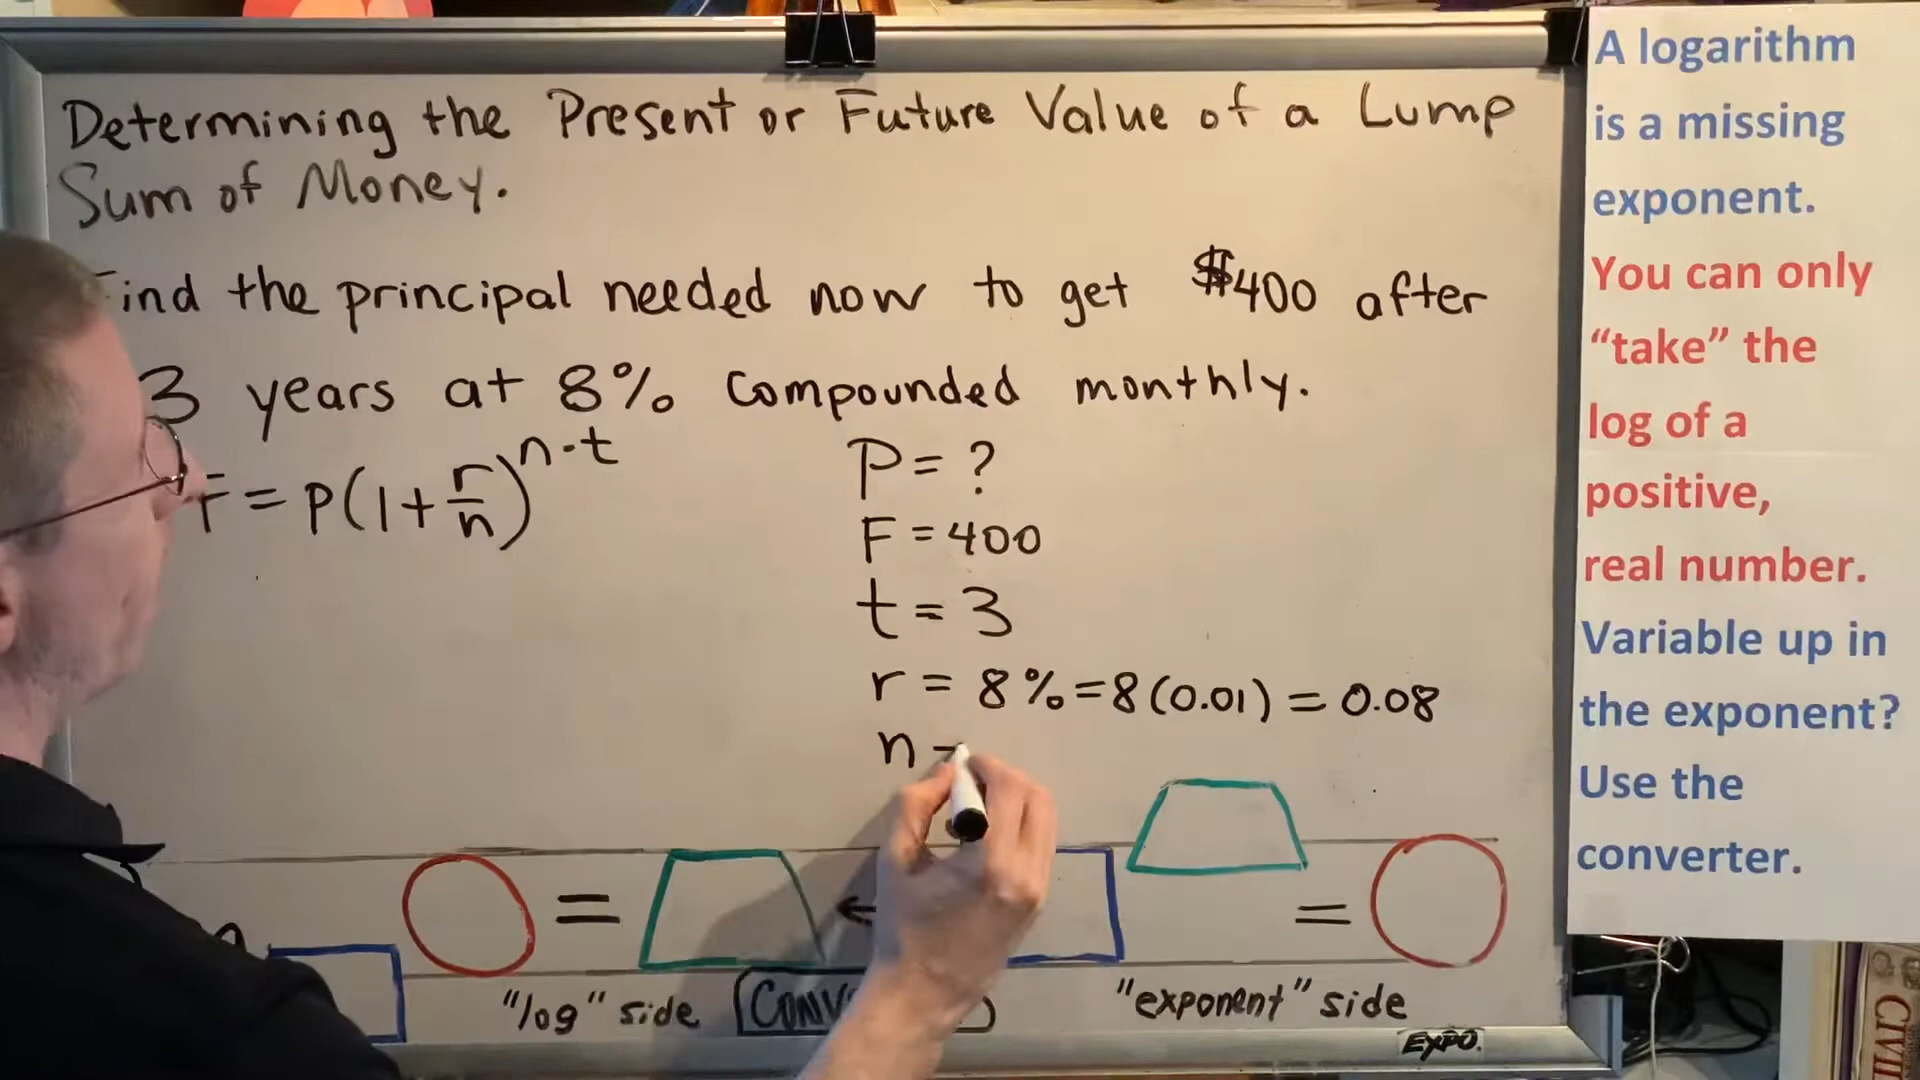 Determining the Present or Future Value of a Lump
Sum of Money.
ind the principal needed now to get $400 after
3 years at 8% compounded monthly.
F = P(1+r/n)^n·t
P = ?
F = 400
t = 3
r = 8% = 8(0.01) = 0.08
n
=
=
"log" side
"exponent" side
EXPO.
A logarithm
is a missing
exponent.
You can only
“take” the
log of a
positive,
real number.
Variable up in
the exponent?
Use the
converter.
CIVIL